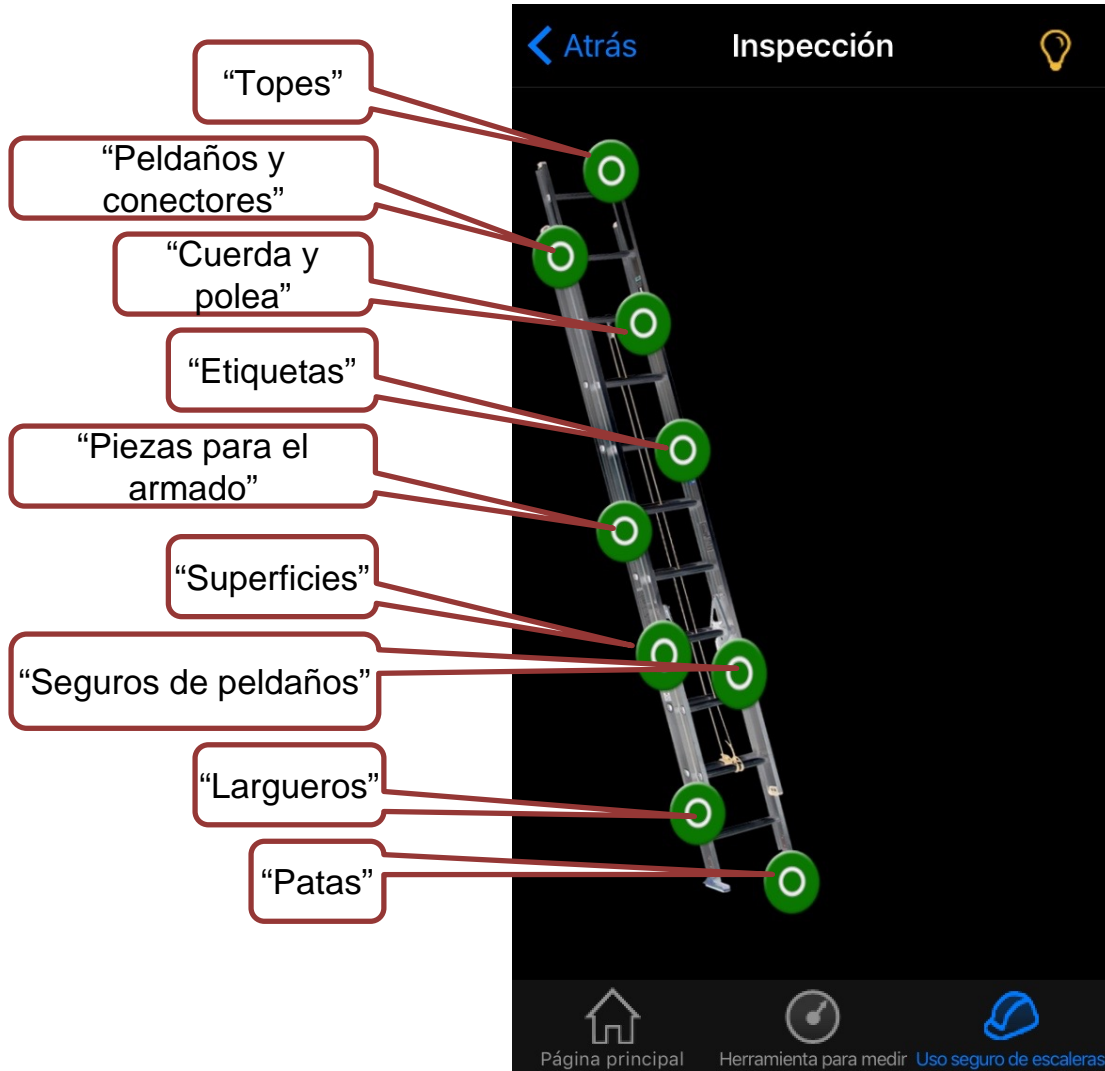 Atrás
Inspección
“Topes”
“Peldaños y
conectores”
“Cuerda y
polea”
“Etiquetas”
“Piezas para el
armado”
“Superficies”
“Seguros de peldaños”
“Largueros”
“Patas”
Página principal
Herramienta para medir
Uso seguro de escaleras